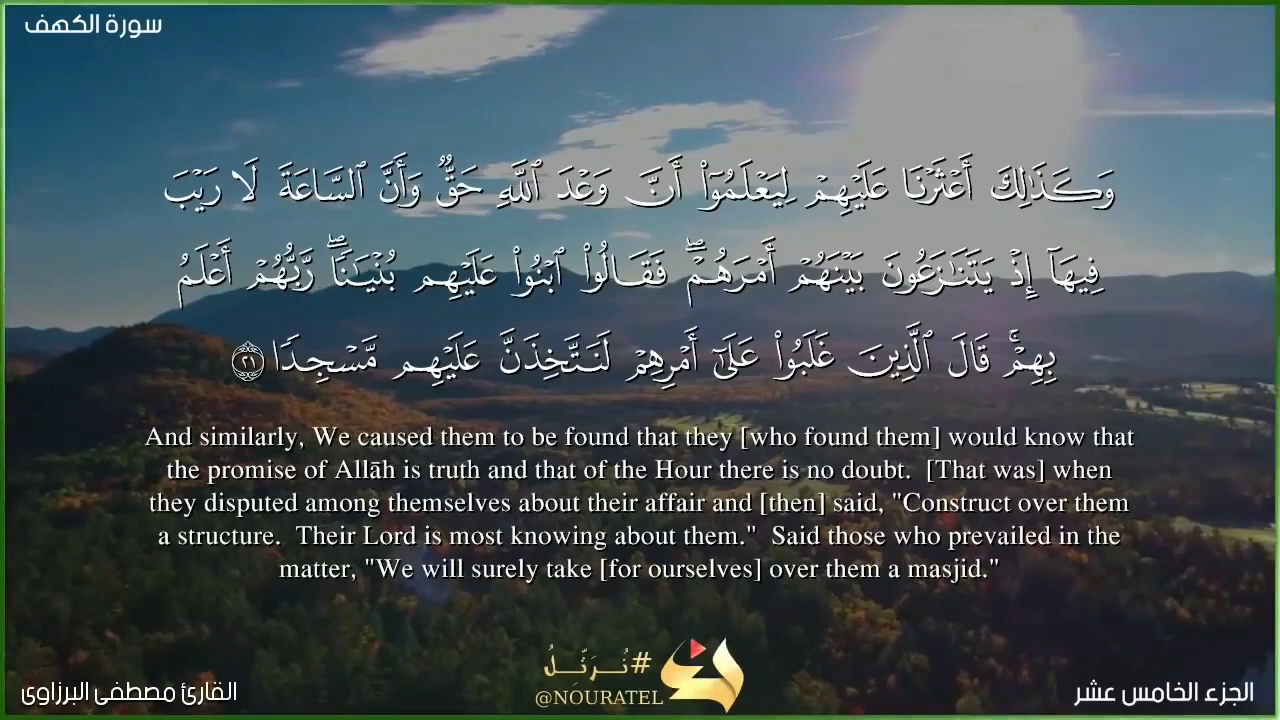 سورة الكهف
وَكَذَٰلِكَ أَعْثَرْنَا عَلَيْهِمْ لِيَعْلَمُوٓا۟ أَنَّ وَعْدَ ٱللَّهِ حَقٌّ وَأَنَّ ٱلسَّاعَةَ لَا رَيْبَ
فِيهَآ إِذْ يَتَنَـٰزَعُونَ بَيْنَهُمْ أَمْرَهُمْ ۖ فَقَالُوا۟ ٱبْنُوا۟ عَلَيْهِم بُنْيَـٰنًا ۖ رَّبُّهُمْ أَعْلَمُ
بِهِمْ ۚ قَالَ ٱلَّذِينَ غَلَبُوا۟ عَلَىٰٓ أَمْرِهِمْ لَنَتَّخِذَنَّ عَلَيْهِم مَّسْجِدًا ٢١
And similarly, We caused them to be found that they [who found them] would know that
the promise of Allāh is truth and that of the Hour there is no doubt. [That was] when
they disputed among themselves about their affair and [then] said, "Construct over them
a structure. Their Lord is most knowing about them." Said those who prevailed in the
matter, "We will surely take [for ourselves] over them a masjid."
#نُرَتِّلُ
@NOURATEL
القارئ مصطفى البرزاوى
الجزء الخامس عشر